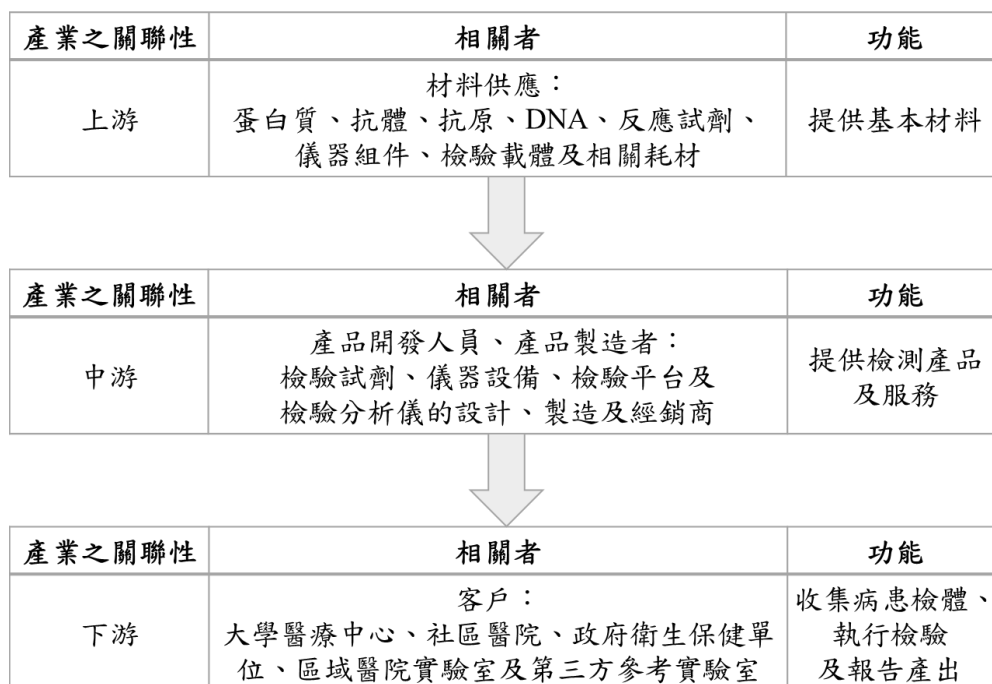 產業之關聯性 相關者 功能
上游 材料供應：
蛋白質、抗體、抗原、DNA、反應試劑、
儀器組件、檢驗載體及相關耗材 提供基本材料
產業之關聯性 相關者 功能
中游 產品開發人員、產品製造者：
檢驗試劑、儀器設備、檢驗平台及
檢驗分析儀的設計、製造及經銷商 提供檢測產品
及服務
產業之關聯性 相關者 功能
下游 客戶：
大學醫療中心、社區醫院、政府衛生保健單
位、區域醫院實驗室及第三方參考實驗室 收集病患檢體、
執行檢驗
及報告產出